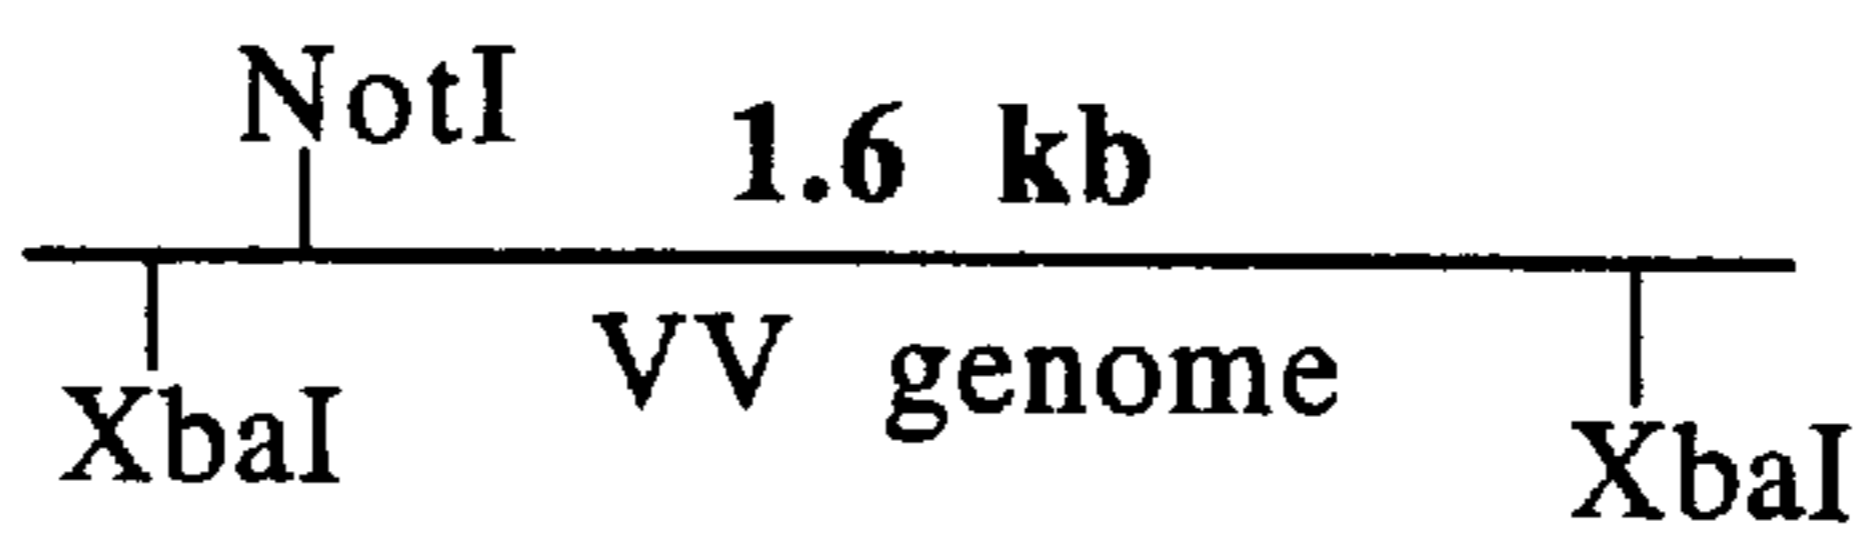 NotI
1.6 kb
VV genome
XbaI
XbaI